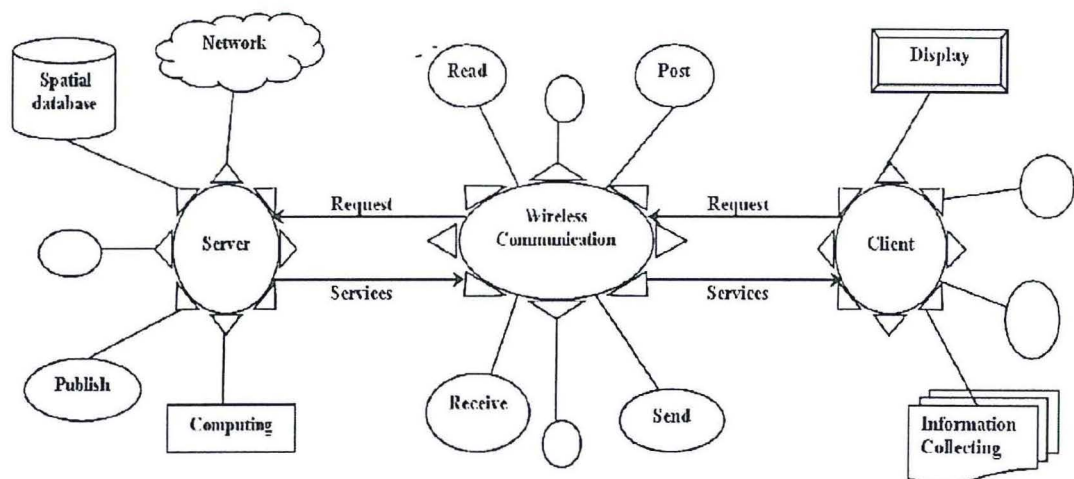 Network
Spatial
database
Read
Post
Display
Request
Wireless
Communication
Request
Server
Client
Services
Services
Publish
Computing
Receive
Send
Information
Collecting